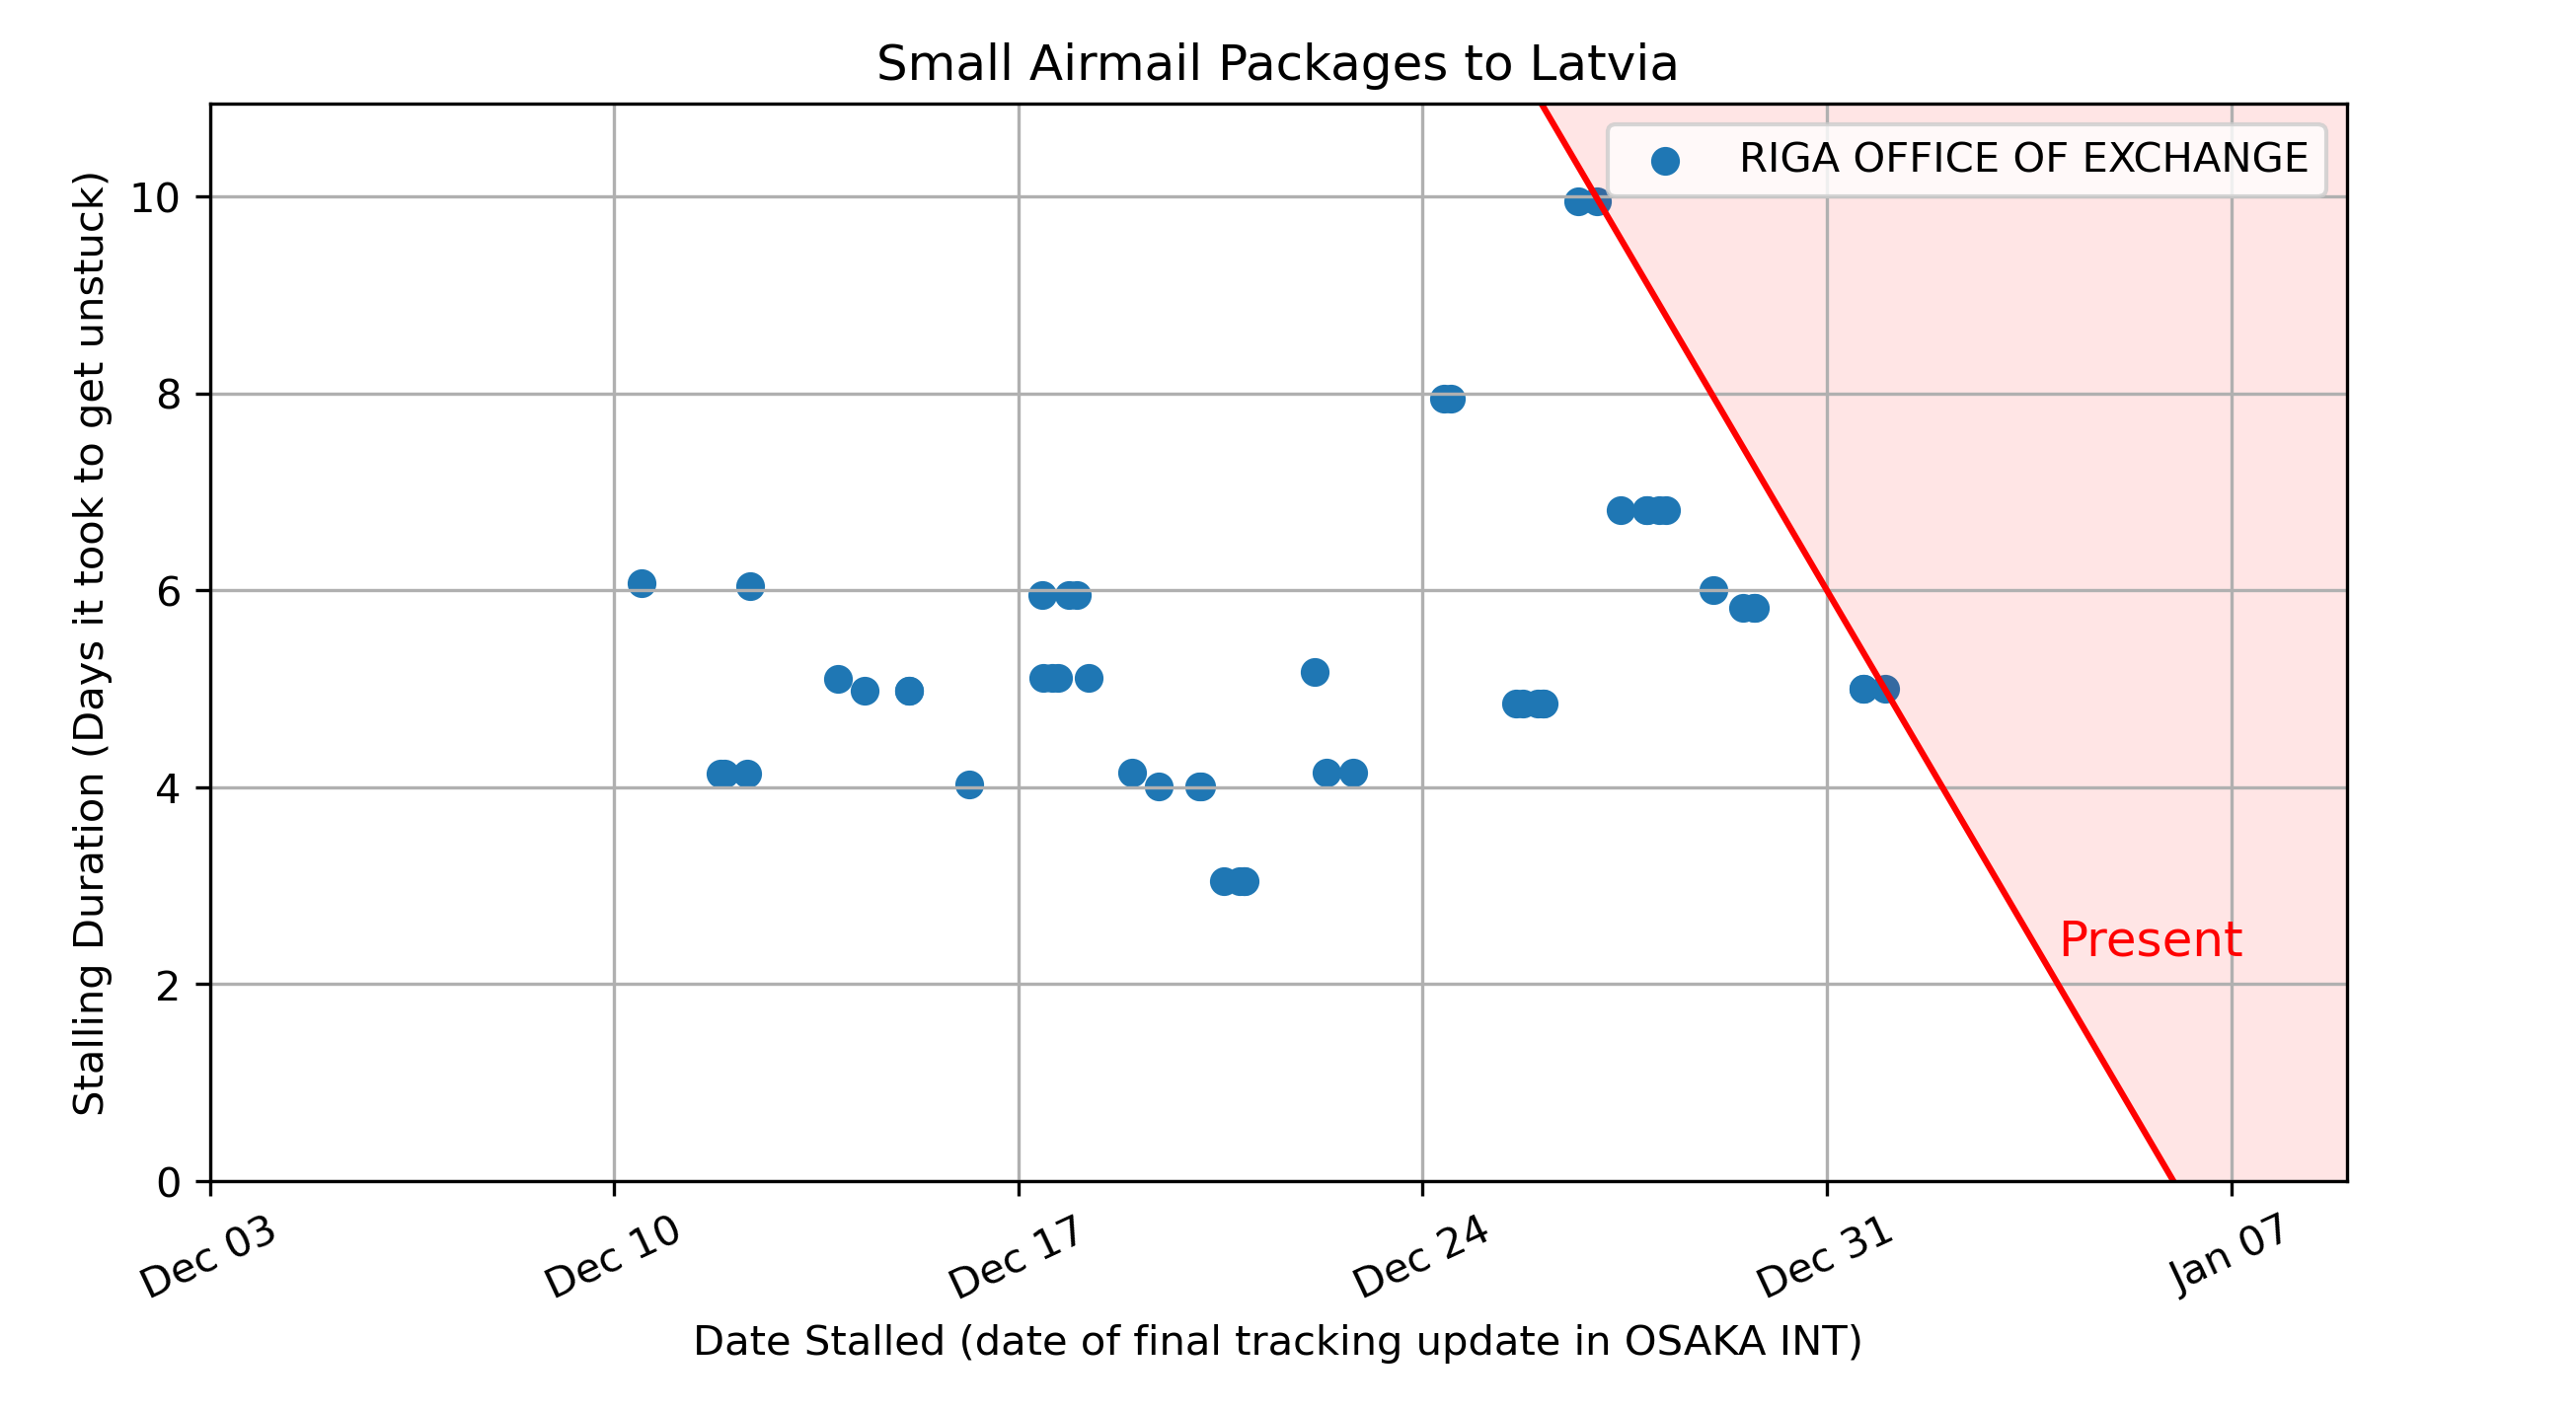 Small Airmail Packages to Latvia
RIGA OFFICE OF EXCHANGE
Stalling Duration (Days it took to get unstuck)
10
8
6
4
2
0
Present
Dec 03
Dec 10
Dec 17
Dec 24
Dec 31
Jan 07
Date Stalled (date of final tracking update in OSAKA INT)